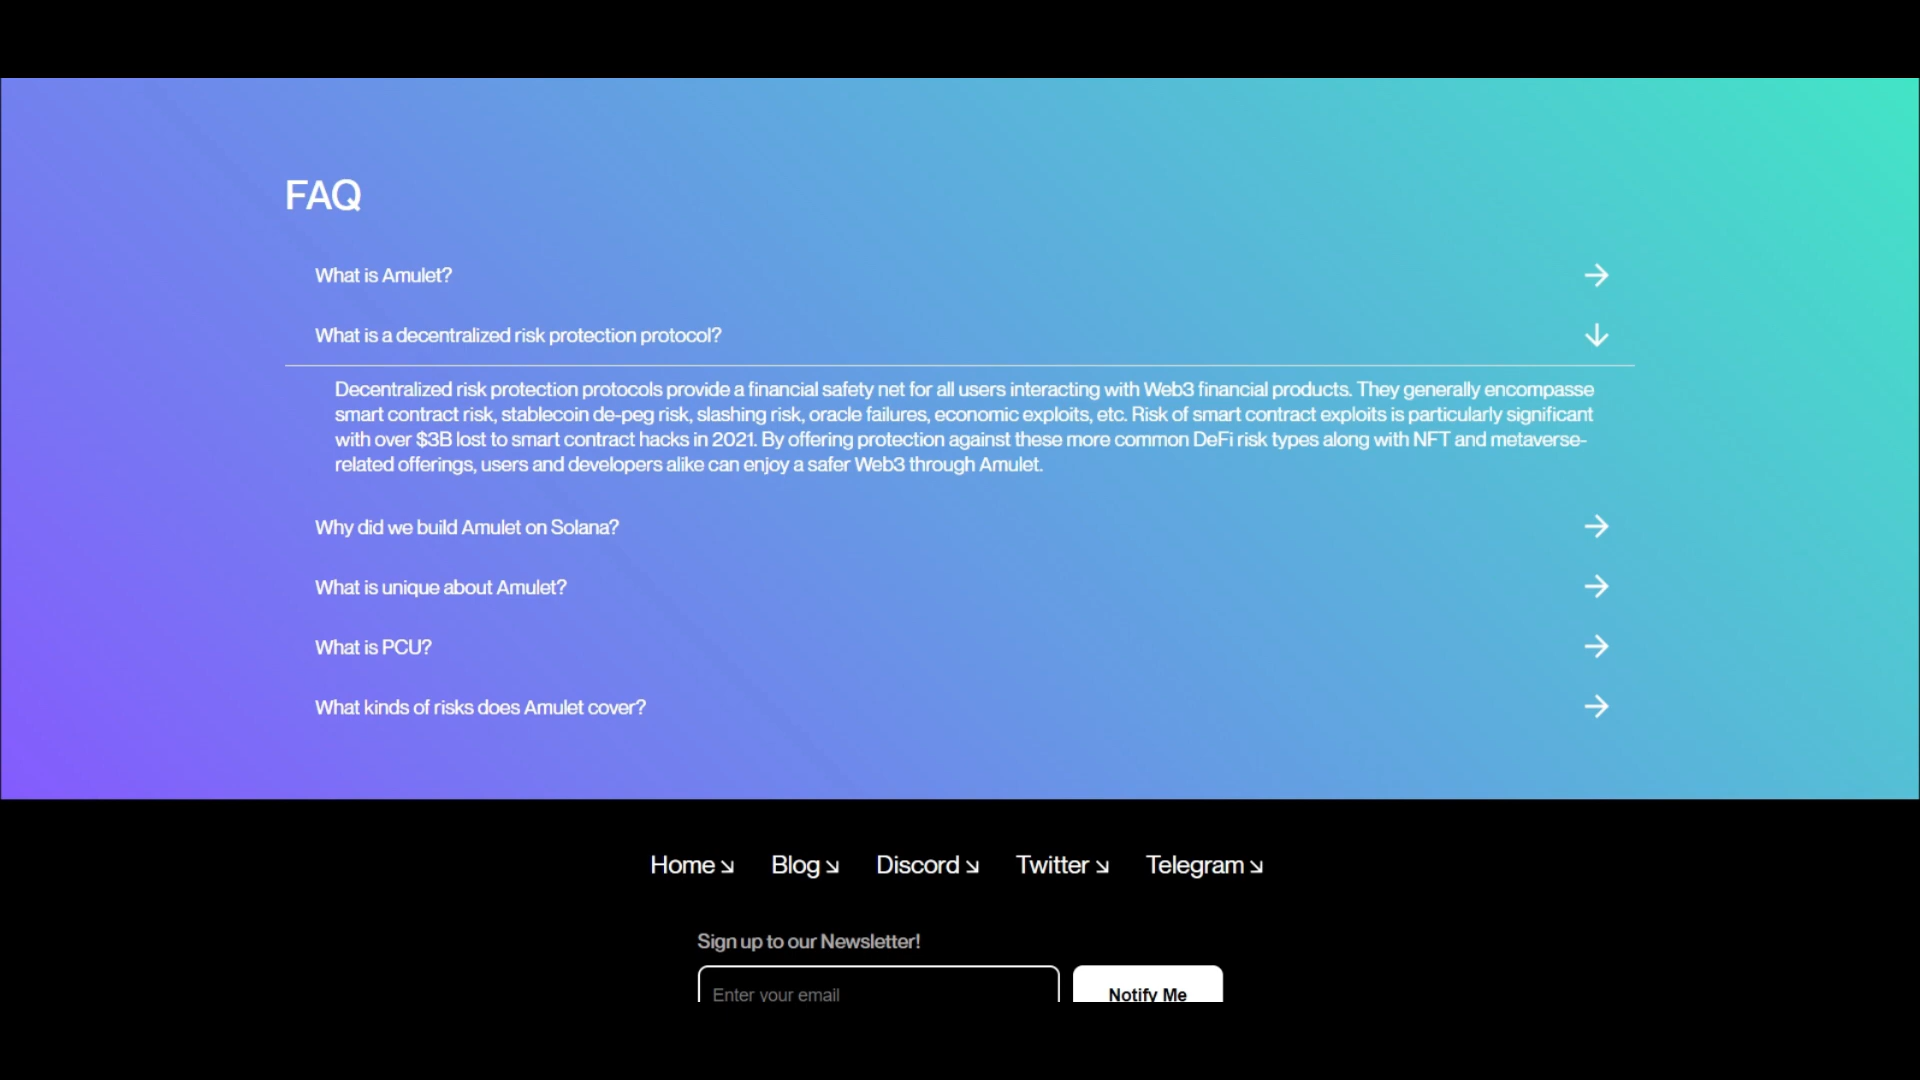 FAQ
What is Amulet?
What is a decentralized risk protection protocol?
Decentralized risk protection protocols provide a financial safety net for all users interacting with Web3 financial products. They generally encompasse
smart contract risk, stablecoin de-peg risk, slashing risk, oracle failures, economic exploits, etc. Risk of smart contract exploits is particularly significant
with over $3B lost to smart contract hacks in 2021. By offering protection against these more common DeFi risk types along with NFT and metaverse-
related offerings, users and developers alike can enjoy a safer Web3 through Amulet.
Why did we build Amulet on Solana?
What is unique about Amulet?
What is PCU?
What kinds of risks does Amulet cover?
Home Blog Discord Twitter Telegram
Sign up to our Newsletter!
Enter your email Notify Me